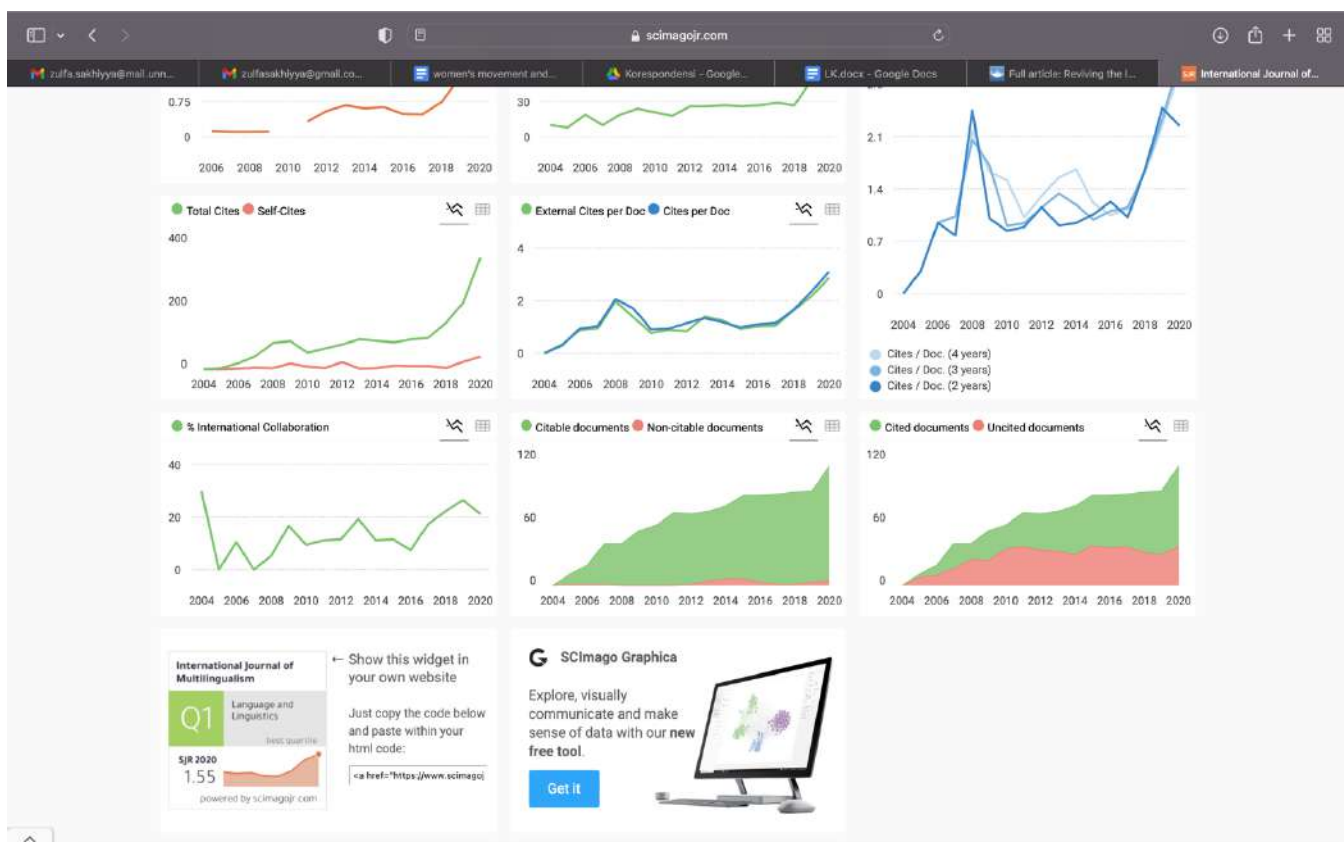 scimagojr.com
zulfa.sakhiyya@mail.unn...
zulfasakhiyya@gmail.co...
women's movement and...
Korespondensi - Google...
LK.docx - Google Docs
Full article: Reviving the l...
SJR International Journal of...
0.75
0
2006 2008 2010 2012 2014 2016 2018 2020
30
0
2004 2006 2008 2010 2012 2014 2016 2018 2020
2.1
1.4
0.7
0
2004 2006 2008 2010 2012 2014 2016 2018 2020
Cites / Doc. (4 years)
Cites / Doc. (3 years)
Cites / Doc. (2 years)
Total Cites Self-Cites
400
200
0
2004 2006 2008 2010 2012 2014 2016 2018 2020
External Cites per Doc Cites per Doc
4
2
0
2004 2006 2008 2010 2012 2014 2016 2018 2020
% International Collaboration
40
20
0
2004 2006 2008 2010 2012 2014 2016 2018 2020
Citable documents Non-citable documents
120
60
0
2004 2006 2008 2010 2012 2014 2016 2018 2020
Cited documents Uncited documents
120
60
0
2004 2006 2008 2010 2012 2014 2016 2018 2020
International Journal of
Multilingualism
Q1
Language and
Linguistics
best quartile
SJR 2020
1.55
powered by scimagojr.com
← Show this widget in
your own website
Just copy the code below
and paste within your
html code:
<a href="https://www.scimagoj
SCImago Graphica
Explore, visually
communicate and make
sense of data with our new
free tool.
Get it